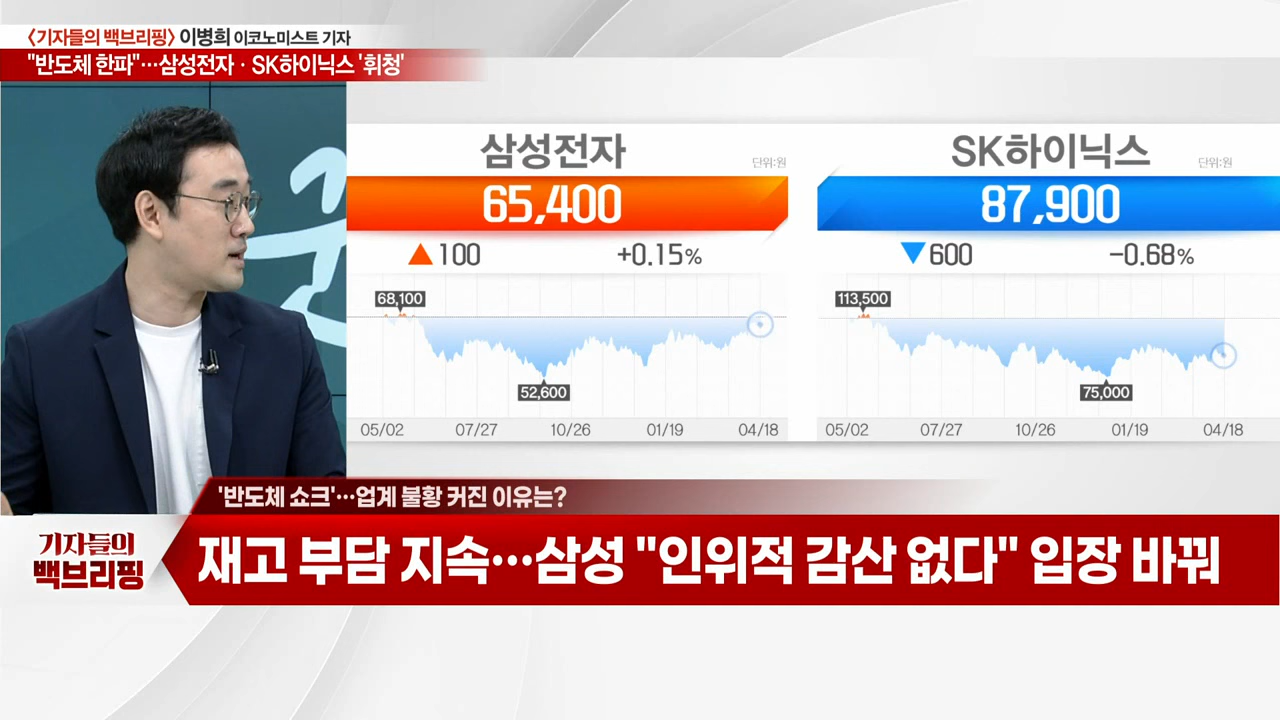 〈기자들의 백브리핑〉 이병희 이코노미스트 기자
"반도체 한파"…삼성전자 · SK하이닉스 '휘청'
삼성전자
단위:원
65,400
▲100 +0.15%
68,100
52,600
05/02 07/27 10/26 01/19 04/18
SK하이닉스
단위:원
87,900
▼600 -0.68%
113,500
75,000
05/02 07/27 10/26 01/19 04/18
'반도체 쇼크'…업계 불황 커진 이유는?
기자들의
백브리핑
재고 부담 지속…삼성 "인위적 감산 없다" 입장 바꿔